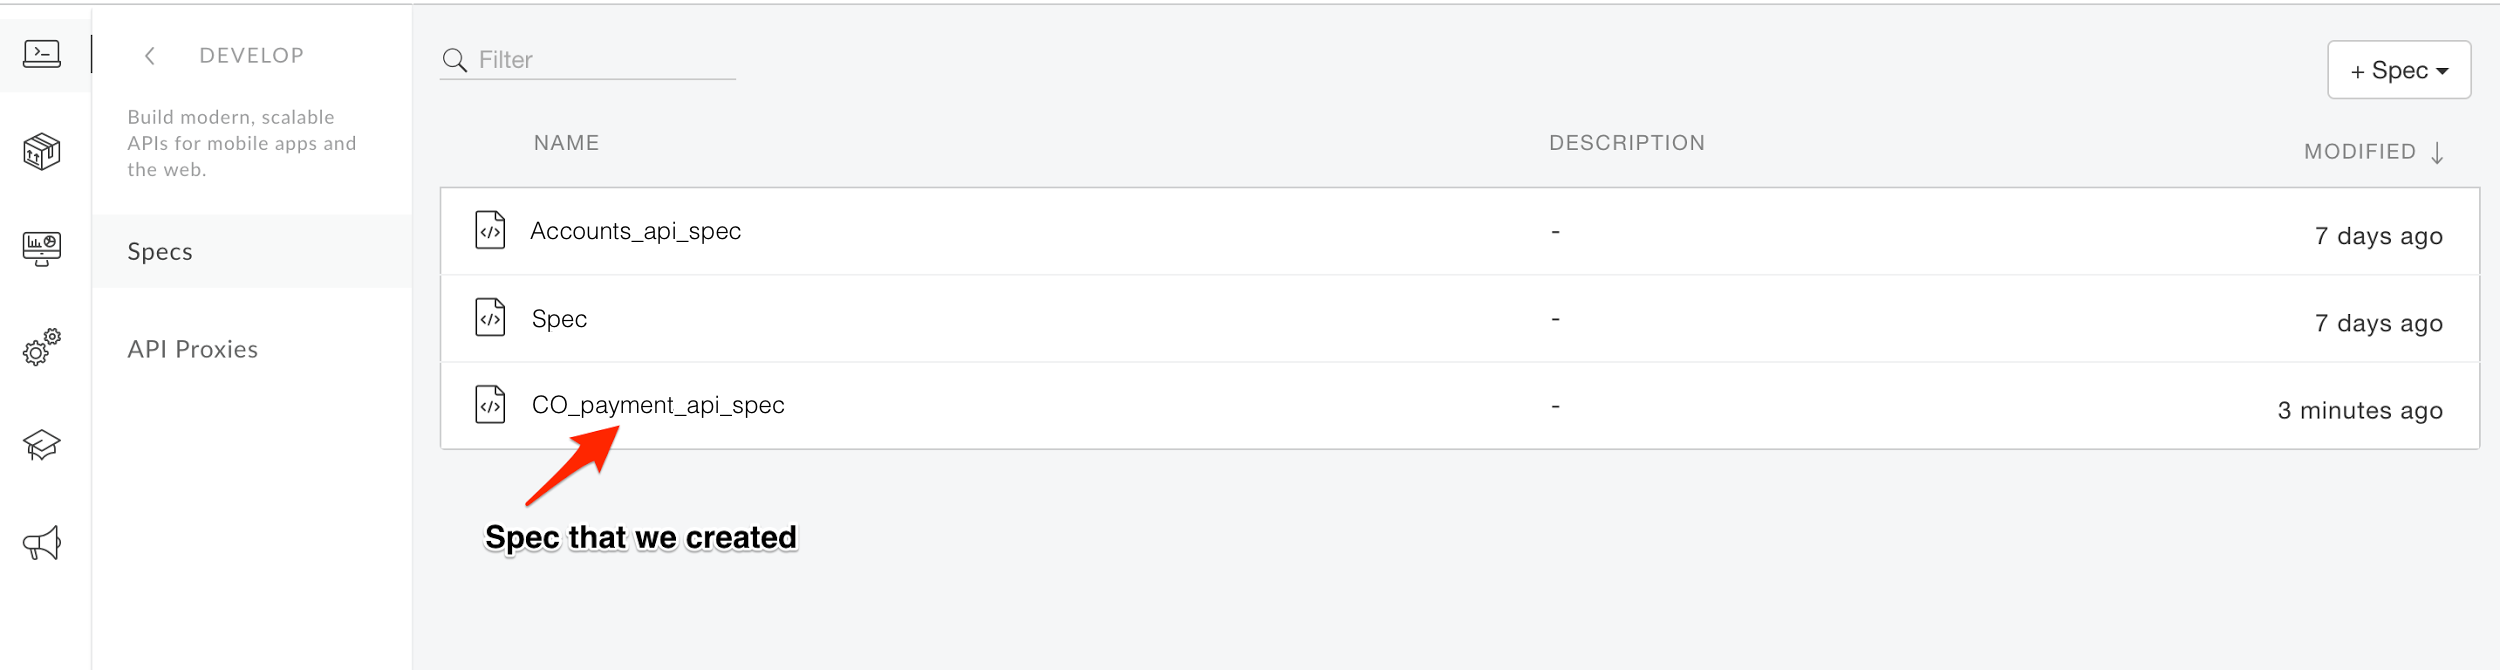 DEVELOP
Build modern, scalable
APIs for mobile apps and
the web.
Specs
API Proxies
Filter
+ Spec
NAME DESCRIPTION MODIFIED ↓
Accounts_api_spec - 7 days ago
Spec - 7 days ago
CO_payment_api_spec - 3 minutes ago
Spec that we created